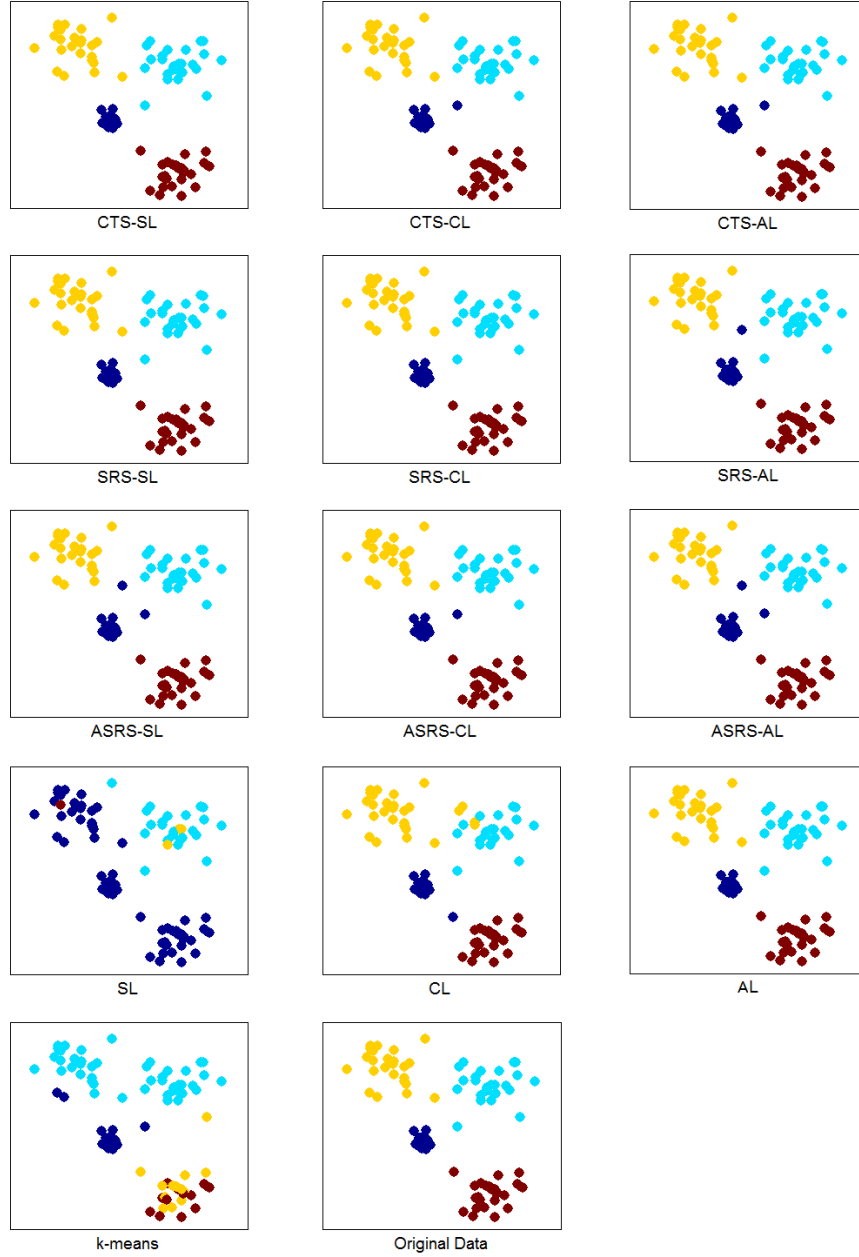 CTS-SL
CTS-CL
CTS-AL
SRS-SL
SRS-CL
SRS-AL
ASRS-SL
ASRS-CL
ASRS-AL
SL
CL
AL
k-means
Original Data